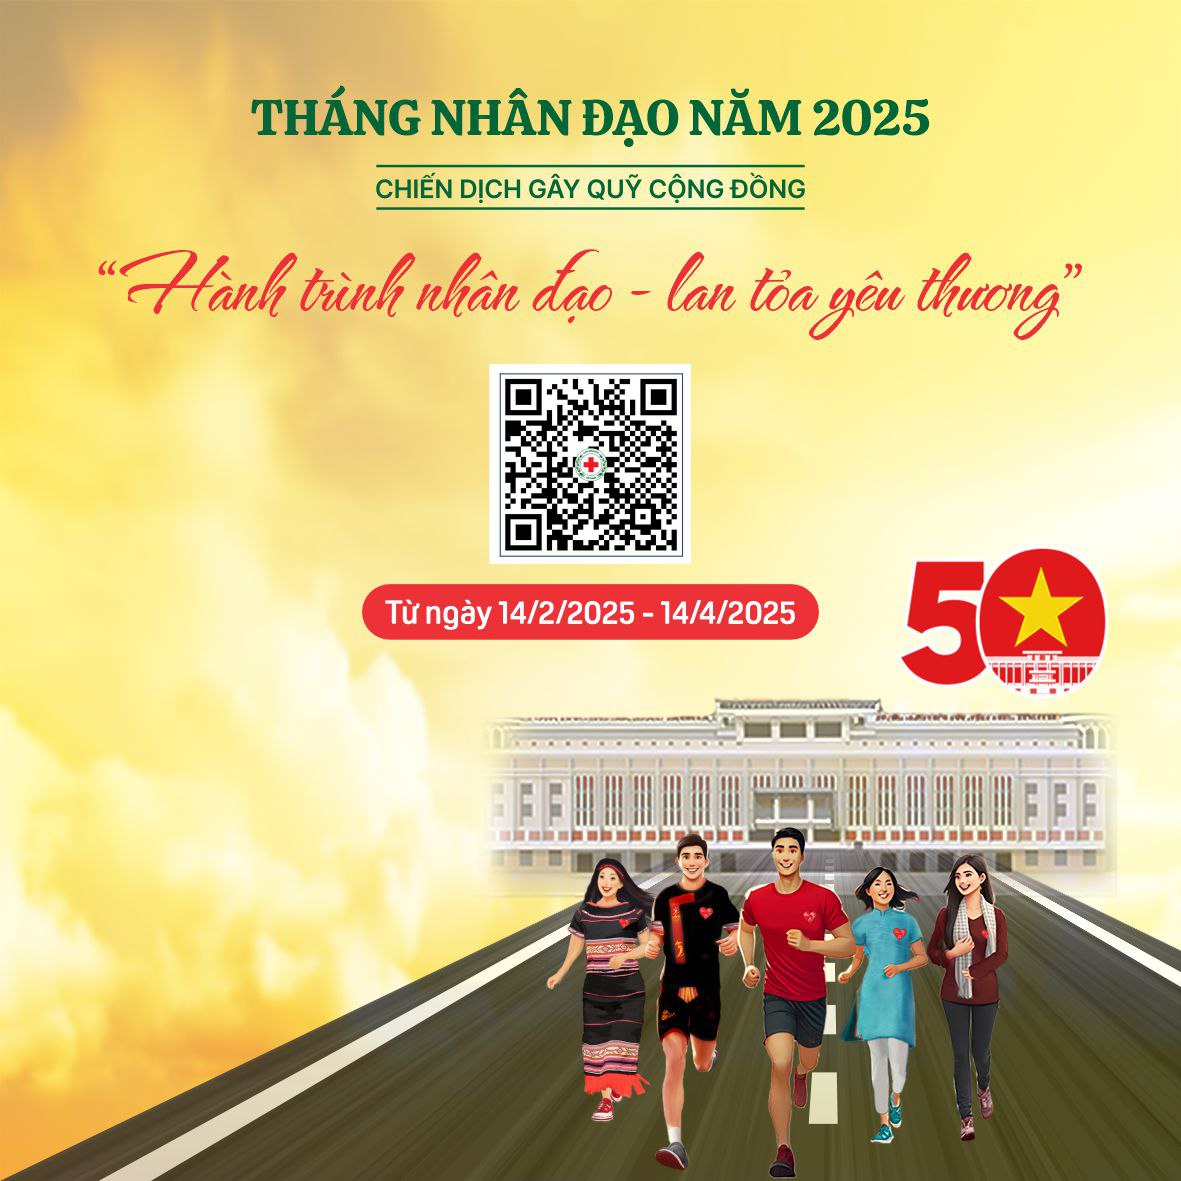 THÁNG NHÂN ĐẠO NĂM 2025
CHIẾN DỊCH GÂY QUỸ CỘNG ĐỒNG
“Hành trình nhân đạo - lan tỏa yêu thương”
Từ ngày 14/2/2025 - 14/4/2025
50